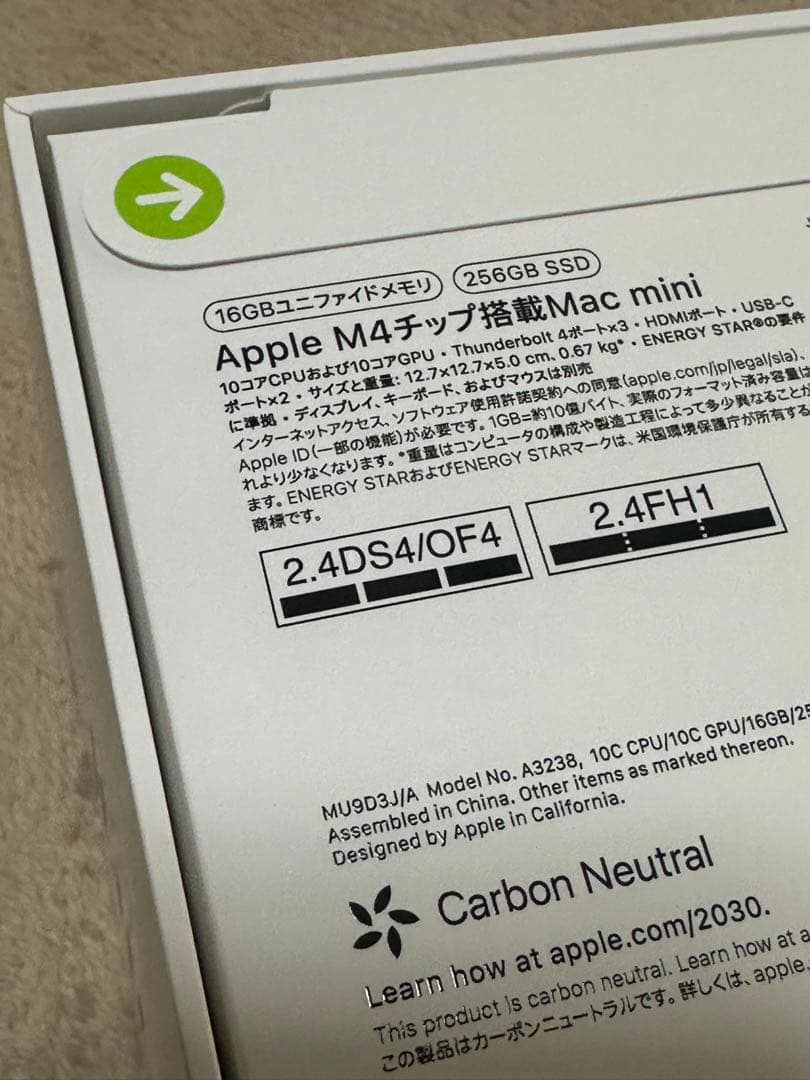 16GBユニファイドメモリ 256GB SSD
Apple M4チップ搭載Mac mini
10コアCPUおよび10コアGPU・Thunderbolt 4ポート×3・HDMIポート・USB-C
ポート×2・サイズと重量: 12.7×12.7×5.0 cm、0.67 kg*・ENERGY STAR®の要件
に準拠・ディスプレイ、キーボード、およびマウスは別売
インターネットアクセス、ソフトウェア使用許諾契約への同意(apple.com/jp/legal/sla)、
Apple ID(一部の機能)が必要です。1GB=約10億バイト、実際のフォーマット済み容量は
れより少なくなります。*重量はコンピュータの構成や製造工程によって多少異なることが
ます。ENERGY STARおよびENERGY STARマークは、米国環境保護庁が所有する
商標です。
2.4DS4/OF4 2.4FH1
MU9D3J/A Model No. A3238, 10C CPU/10C GPU/16GB/25
Assembled in China. Other items as marked thereon.
Designed by Apple in California.
Carbon Neutral
Learn how at apple.com/2030.
This product is carbon neutral. Learn how at a
この製品はカーボンニュートラルです。詳しくは、apple.